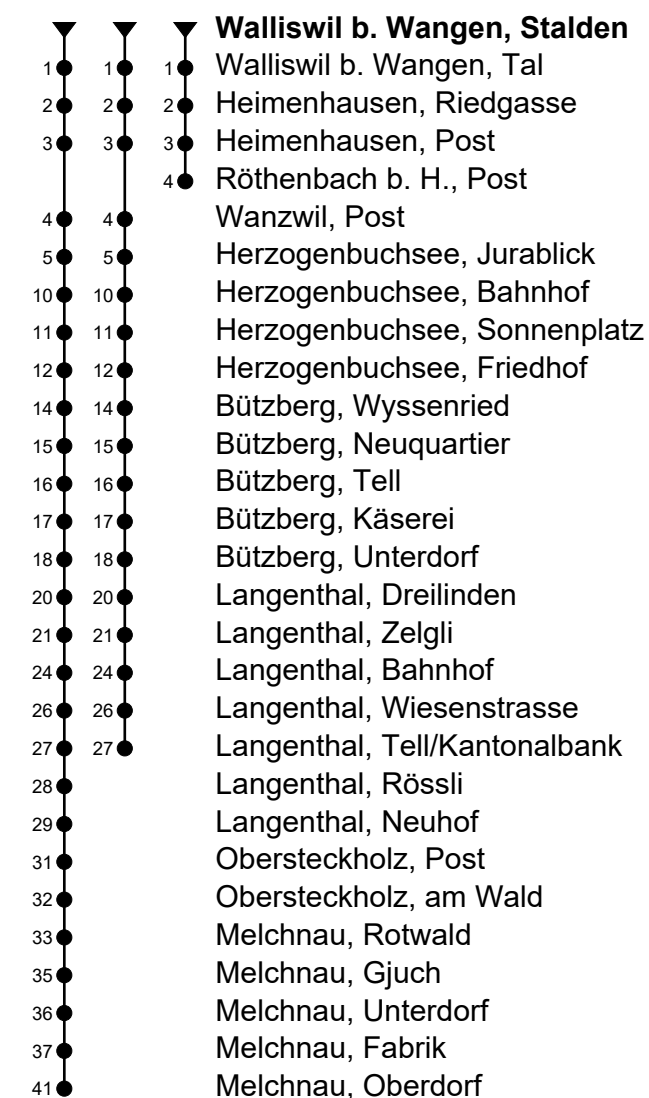 Walliswil b. Wangen, Stalden
1 1 1 Walliswil b. Wangen, Tal
2 2 2 Heimenhausen, Riedgasse
3 3 3 Heimenhausen, Post
4 Röthenbach b. H., Post
4 4 Wanzwil, Post
5 5 Herzogenbuchsee, Jurablick
10 10 Herzogenbuchsee, Bahnhof
11 11 Herzogenbuchsee, Sonnenplatz
12 12 Herzogenbuchsee, Friedhof
14 14 Bützberg, Wyssenried
15 15 Bützberg, Neuquartier
16 16 Bützberg, Tell
17 17 Bützberg, Käserei
18 18 Bützberg, Unterdorf
20 20 Langenthal, Dreilinden
21 21 Langenthal, Zelgli
24 24 Langenthal, Bahnhof
26 26 Langenthal, Wiesenstrasse
27 27 Langenthal, Tell/Kantonalbank
28 Langenthal, Rössli
29 Langenthal, Neuhof
31 Obersteckholz, Post
32 Obersteckholz, am Wald
33 Melchnau, Rotwald
35 Melchnau, Gjuch
36 Melchnau, Unterdorf
37 Melchnau, Fabrik
41 Melchnau, Oberdorf